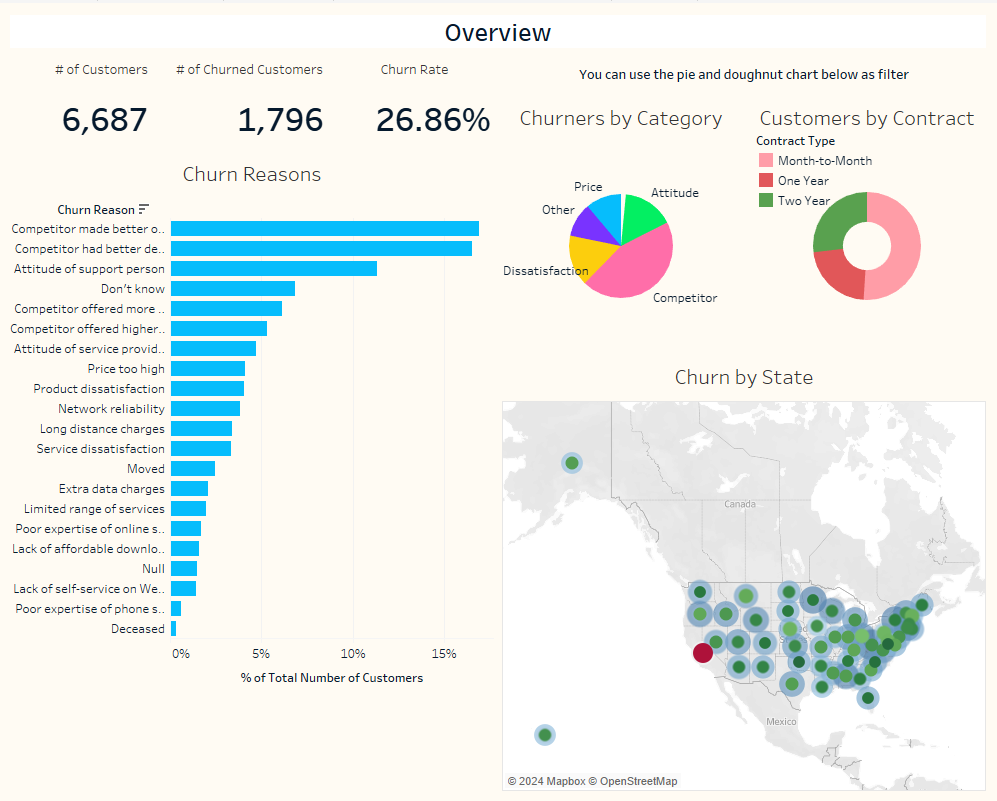 Overview
# of Customers
# of Churned Customers
Churn Rate
6,687
1,796
26.86%
You can use the pie and doughnut chart below as filter
Churn Reasons
Churn Reason
Competitor made better o..
Competitor had better de..
Attitude of support person
Don't know
Competitor offered more ..
Competitor offered higher..
Attitude of service provid..
Price too high
Product dissatisfaction
Network reliability
Long distance charges
Service dissatisfaction
Moved
Extra data charges
Limited range of services
Poor expertise of online s..
Lack of affordable downlo..
Null
Lack of self-service on We..
Poor expertise of phone s..
Deceased
0%
5%
10%
15%
% of Total Number of Customers
Churners by Category
Price
Attitude
Other
Dissatisfaction
Competitor
Customers by Contract
Contract Type
Month-to-Month
One Year
Two Year
Churn by State
Canada
Mexico
© 2024 Mapbox © OpenStreetMap